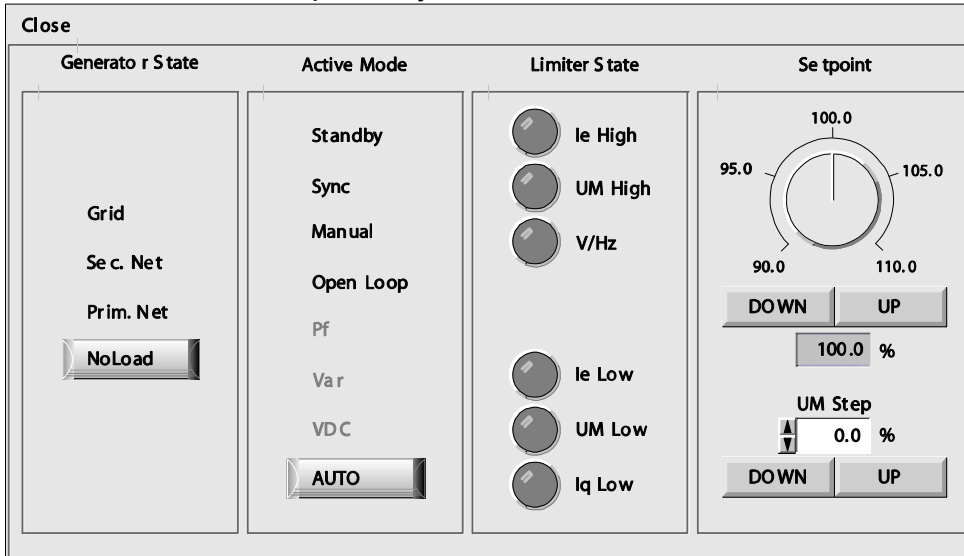 Close
Generator State
Grid
Sec. Net
Prim. Net
NoLoad
Active Mode
Standby
Sync
Manual
Open Loop
Pf
Var
VDC
AUTO
Limiter State
Ie High
UM High
V/Hz
Ie Low
UM Low
Iq Low
Setpoint
100.0
95.0
105.0
90.0
110.0
DOWN UP
100.0 %
UM Step
0.0 %
DOWN UP